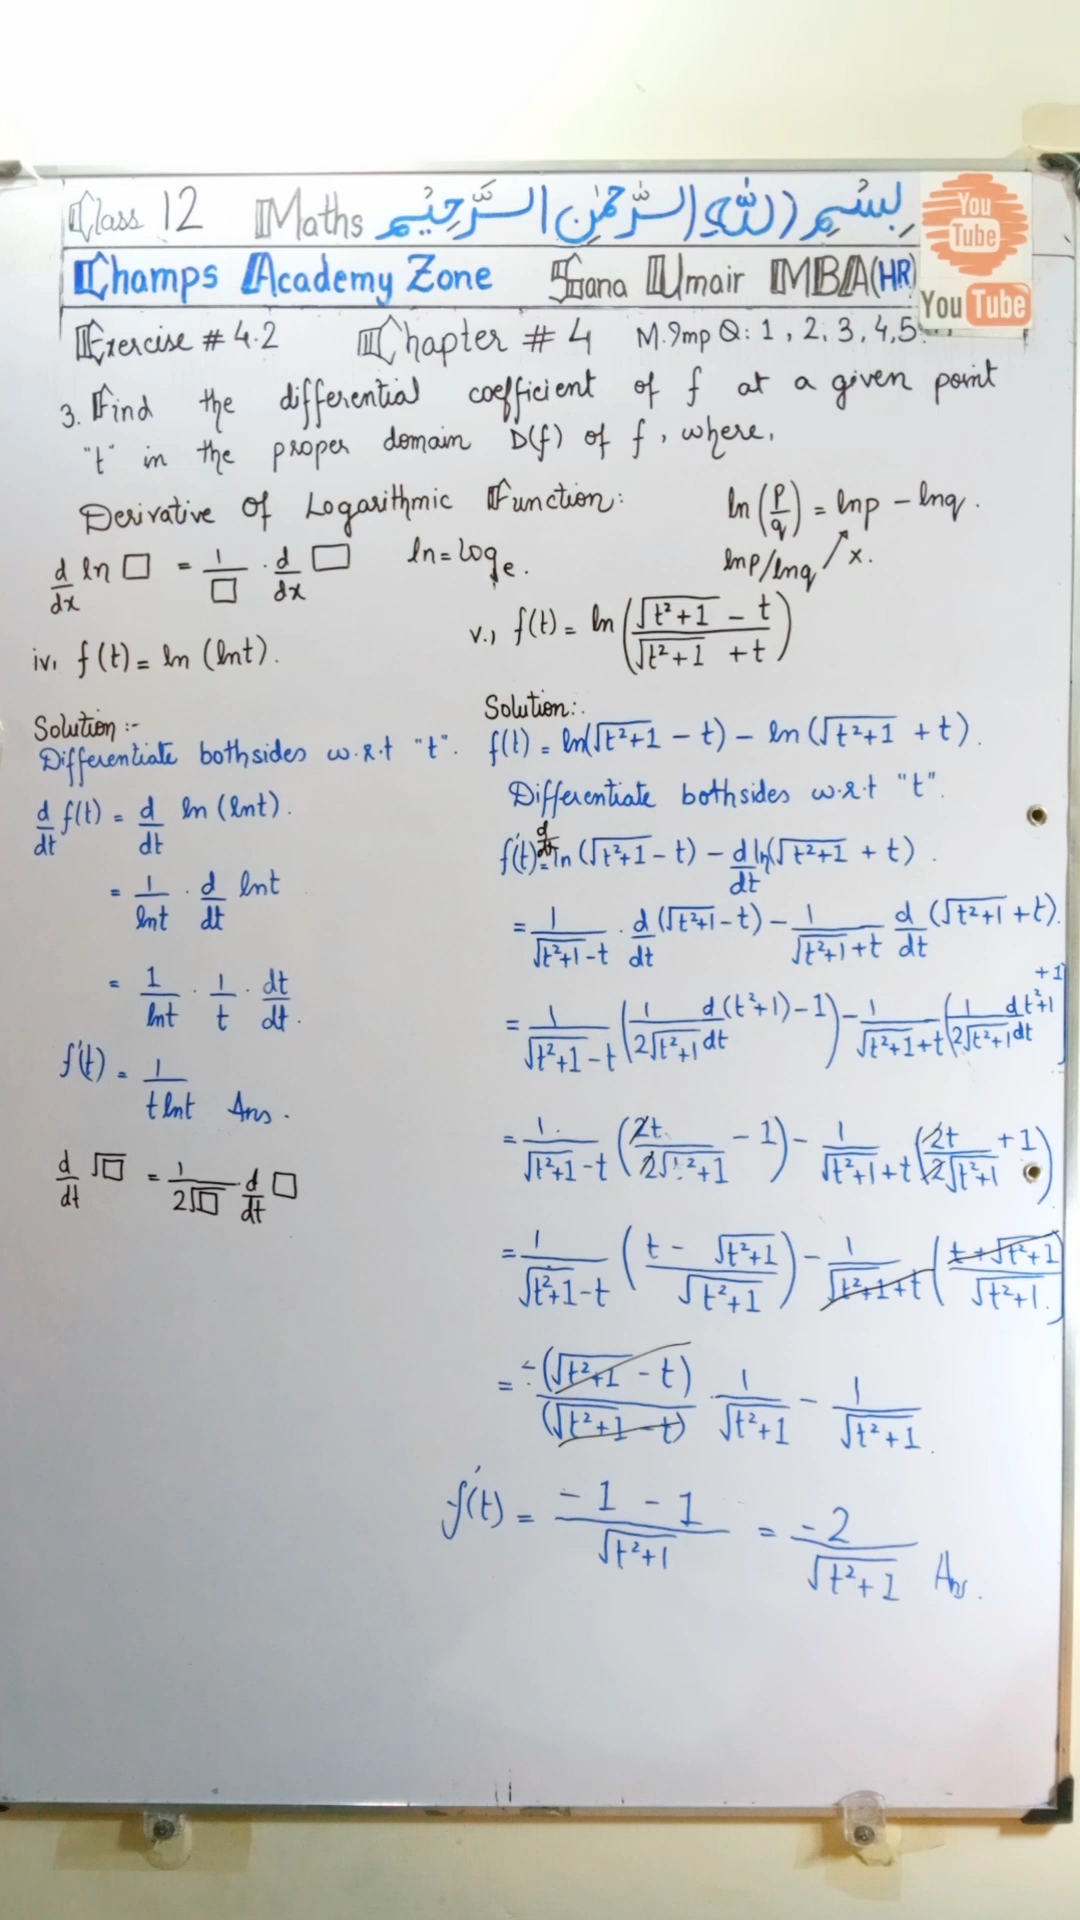 Class 12 Maths بِسْمِ اللهِ الرَّحْمٰنِ الرَّحِيْمِ
You Tube
Champs Academy Zone Sana Umair MBA(HR)
You Tube
Exercise # 4.2 Chapter # 4 M.Imp Q: 1, 2, 3, 4, 5
3. Find the differential coefficient of f at a given point
"t" in the proper domain D(f) of f, where,
Derivative of Logarithmic Function:
d/dx ln □ = 1/□ · d/dx □ ln = log_e.
ln(p/q) = lnp - lnq.
lnp/lnq ↗ x.
iv, f(t) = ln (lnt).
Solution:-
Differentiate bothsides w.r.t "t".
d/dt f(t) = d/dt ln (lnt).
= 1/lnt · d/dt lnt
= 1/lnt · 1/t · dt/dt.
f'(t) = 1/tlnt Ans.
d/dt √□ = 1/2√□ d/dt □
v., f(t) = ln((√t²+1 - t)/(√t²+1 + t))
Solution:.
f(t) = ln(√t²+1 - t) - ln(√t²+1 + t).
Differentiate bothsides w.r.t "t".
f'(t) = d/dt ln(√t²+1 - t) - d/dt ln(√t²+1 + t).
= 1/(√t²+1 - t) · d/dt (√t²+1 - t) - 1/(√t²+1 + t) d/dt (√t²+1 + t).
= 1/(√t²+1 - t) (1/2√t²+1 d(t²+1)/dt - 1) - 1/(√t²+1 + t) (1/2√t²+1 dt²+1/dt +1)
= 1/(√t²+1 - t) (2t/2√t²+1 - 1) - 1/(√t²+1 + t) (2t/2√t²+1 + 1)
= 1/(√t²+1 - t) ((t - √t²+1)/√t²+1) - 1/(√t²+1 + t) ((t + √t²+1)/√t²+1.)
= -(√t²+1 - t)/(√t²+1 - t) · 1/√t²+1 - 1/√t²+1.
f'(t) = (-1 - 1)/√t²+1 = -2/√t²+1 Ans.